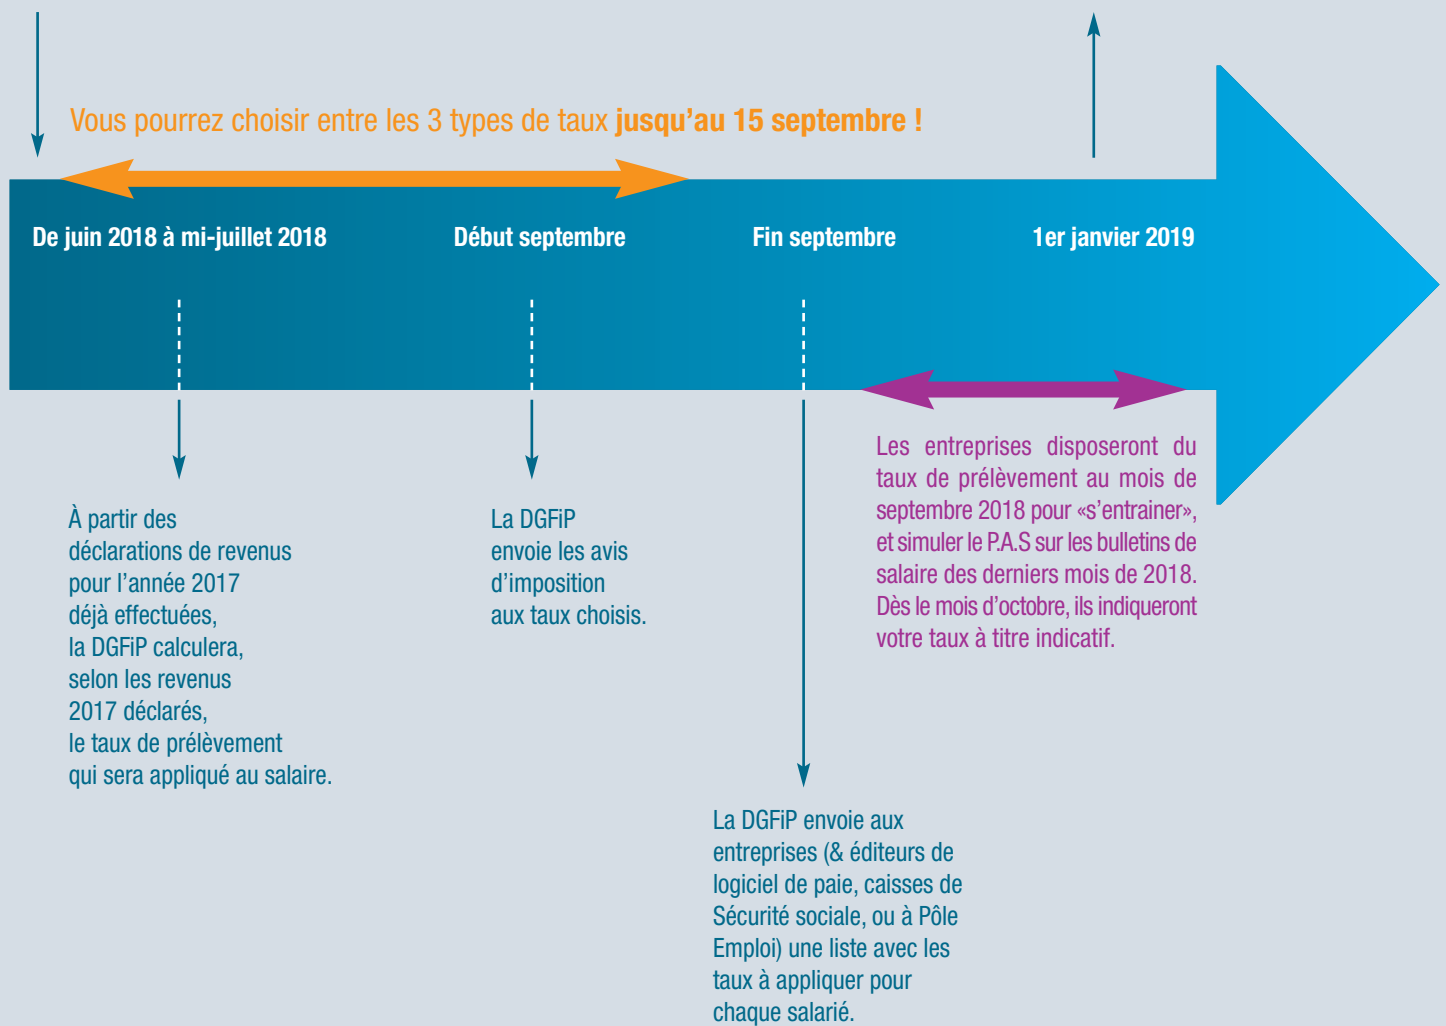 Vous pourrez choisir entre les 3 types de taux jusqu’au 15 septembre !
De juin 2018 à mi-juillet 2018
Début septembre
Fin septembre
1er janvier 2019
À partir des
déclarations de revenus
pour l’année 2017
déjà effectuées,
la DGFiP calculera,
selon les revenus
2017 déclarés,
le taux de prélèvement
qui sera appliqué au salaire.
La DGFiP
envoie les avis
d’imposition
aux taux choisis.
La DGFiP envoie aux
entreprises (& éditeurs de
logiciel de paie, caisses de
Sécurité sociale, ou à Pôle
Emploi) une liste avec les
taux à appliquer pour
chaque salarié.
Les entreprises disposeront du
taux de prélèvement au mois de
septembre 2018 pour «s’entrainer»,
et simuler le P.A.S sur les bulletins de
salaire des derniers mois de 2018.
Dès le mois d’octobre, ils indiqueront
votre taux à titre indicatif.